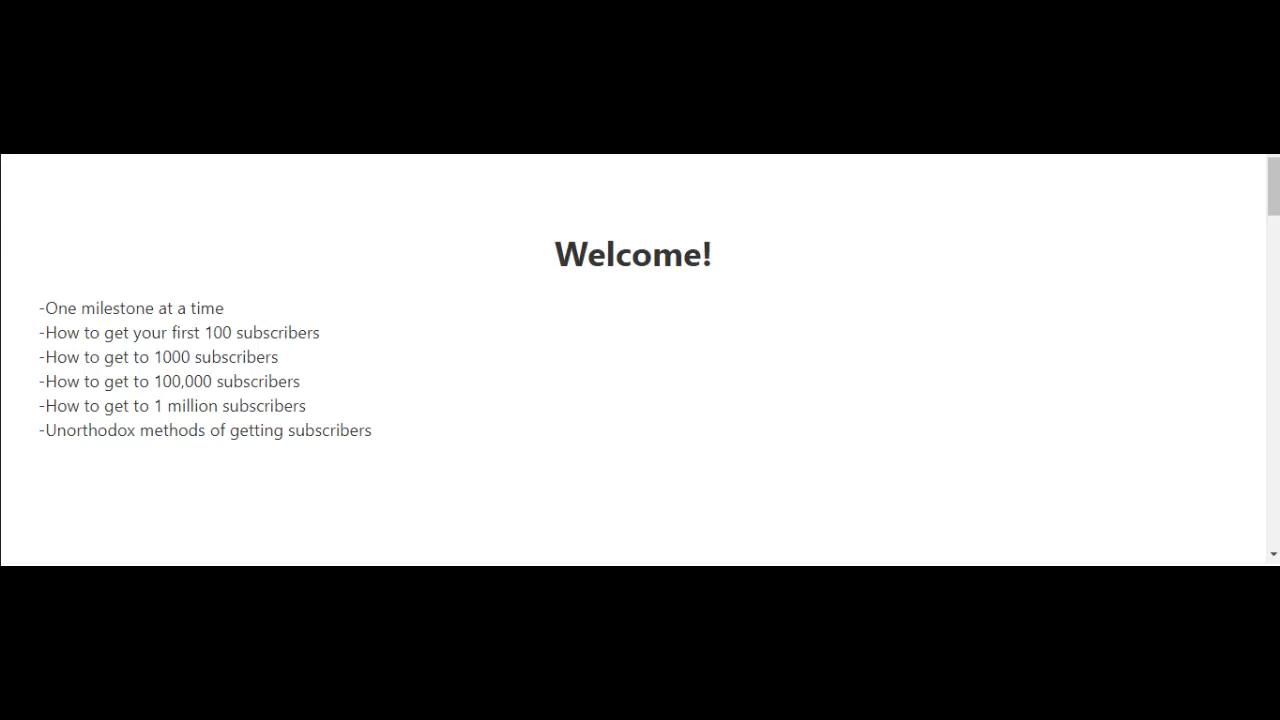 Welcome!
-One milestone at a time
-How to get your first 100 subscribers
-How to get to 1000 subscribers
-How to get to 100,000 subscribers
-How to get to 1 million subscribers
-Unorthodox methods of getting subscribers